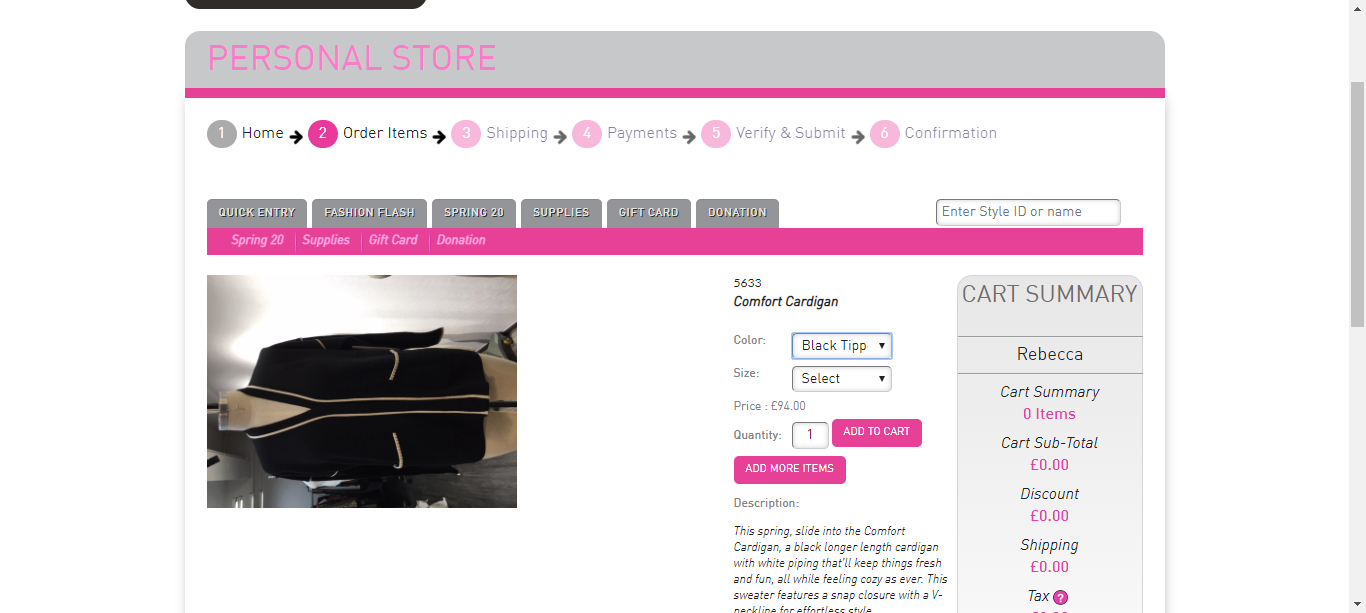 PERSONAL STORE
1 Home 2 Order Items 3 Shipping 4 Payments 5 Verify & Submit 6 Confirmation
QUICK ENTRY FASHION FLASH SPRING 20 SUPPLIES GIFT CARD DONATION Enter Style ID or name
Spring 20 Supplies Gift Card Donation
5633
Comfort Cardigan
Color: Black Tipp
Size: Select
Price : £94.00
Quantity: 1 ADD TO CART
ADD MORE ITEMS
Description:
This spring, slide into the Comfort
Cardigan, a black longer length cardigan
with white piping that'll keep things fresh
and fun, all while feeling cozy as ever. This
sweater features a snap closure with a V-
neckline for effortless style.
CART SUMMARY
Rebecca
Cart Summary
0 Items
Cart Sub-Total
£0.00
Discount
£0.00
Shipping
£0.00
Tax ?